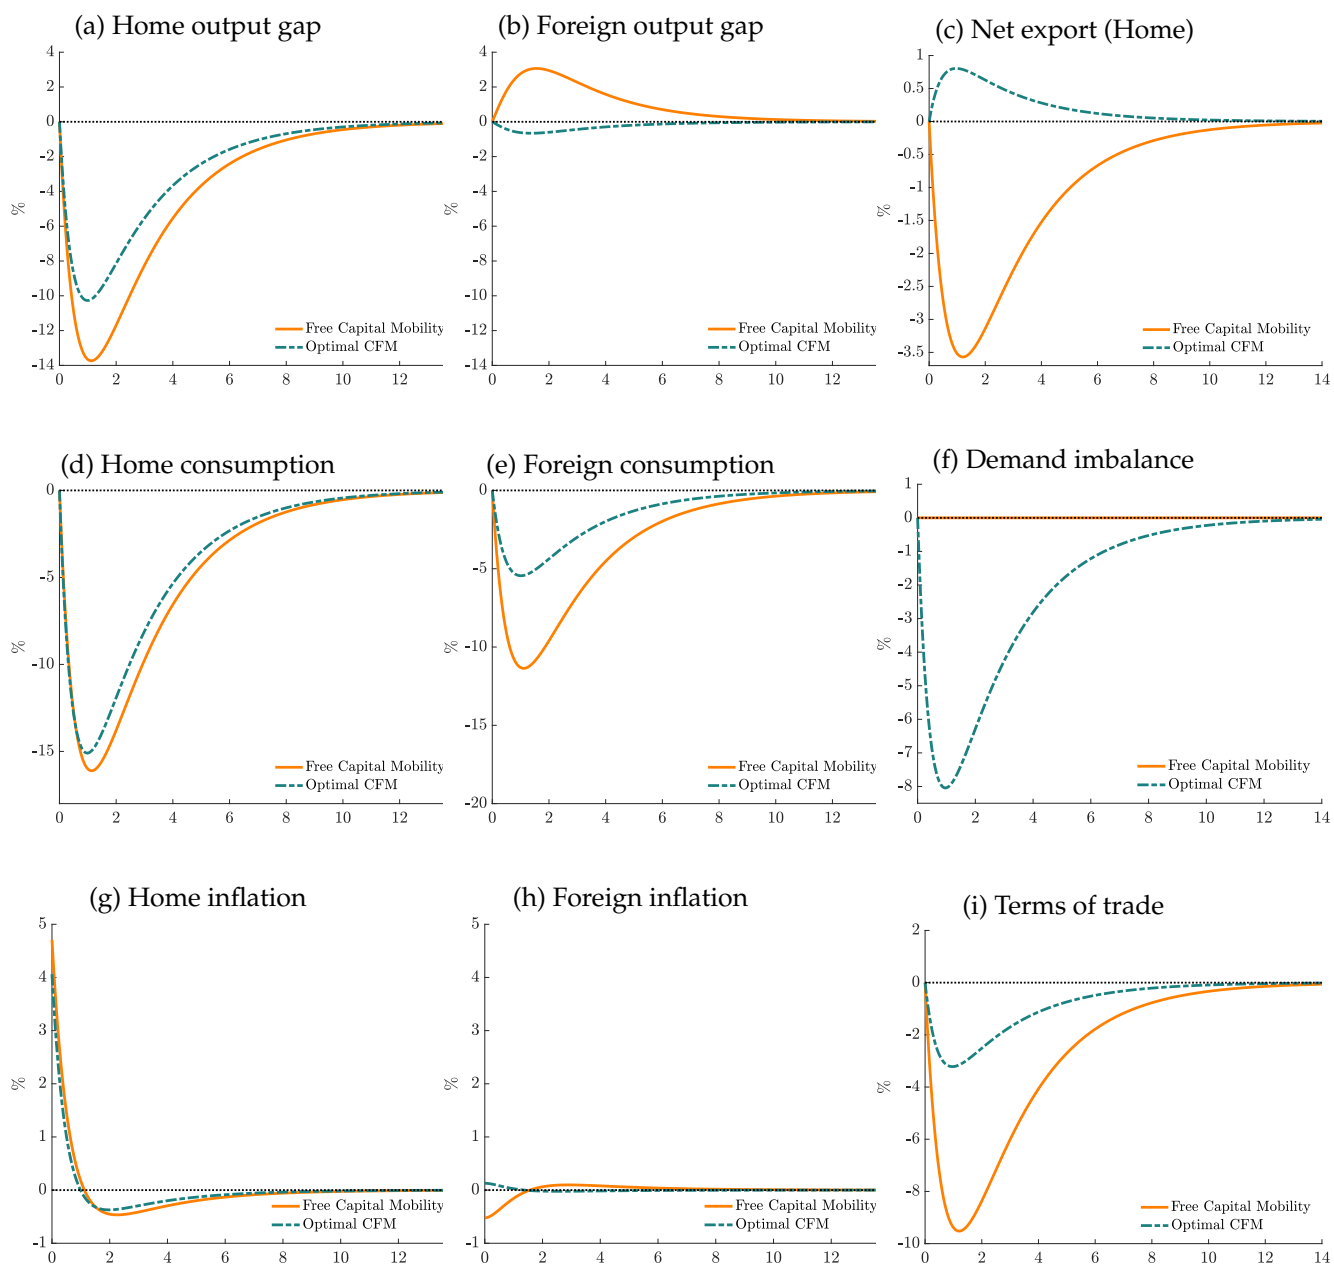 (a) Home output gap
4
2
0
-2
-4
-6
-8
-10
-12
-14
%
0 2 4 6 8 10 12
Free Capital Mobility
Optimal CFM
(b) Foreign output gap
4
2
0
-2
-4
-6
-8
-10
-12
-14
%
0 2 4 6 8 10 12
Free Capital Mobility
Optimal CFM
(c) Net export (Home)
1
0.5
0
-0.5
-1
-1.5
-2
-2.5
-3
-3.5
%
0 2 4 6 8 10 12 14
Free Capital Mobility
Optimal CFM
(d) Home consumption
0
-5
-10
-15
%
0 2 4 6 8 10 12
Free Capital Mobility
Optimal CFM
(e) Foreign consumption
0
-5
-10
-15
-20
%
0 2 4 6 8 10 12
Free Capital Mobility
Optimal CFM
(f) Demand imbalance
1
0
-1
-2
-3
-4
-5
-6
-7
-8
%
0 2 4 6 8 10 12 14
Free Capital Mobility
Optimal CFM
(g) Home inflation
5
4
3
2
1
0
-1
%
0 2 4 6 8 10 12
Free Capital Mobility
Optimal CFM
(h) Foreign inflation
5
4
3
2
1
0
-1
%
0 2 4 6 8 10 12
Free Capital Mobility
Optimal CFM
(i) Terms of trade
2
0
-2
-4
-6
-8
-10
%
0 2 4 6 8 10 12 14
Free Capital Mobility
Optimal CFM